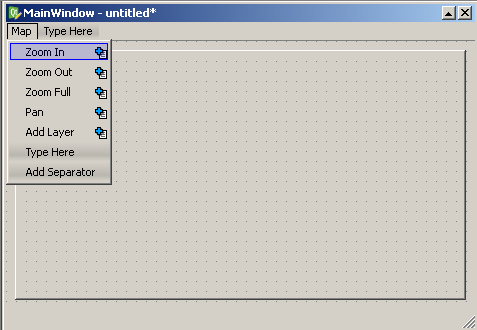 MainWindow - untitled*
Map Type Here
Zoom In
Zoom Out
Zoom Full
Pan
Add Layer
Type Here
Add Separator